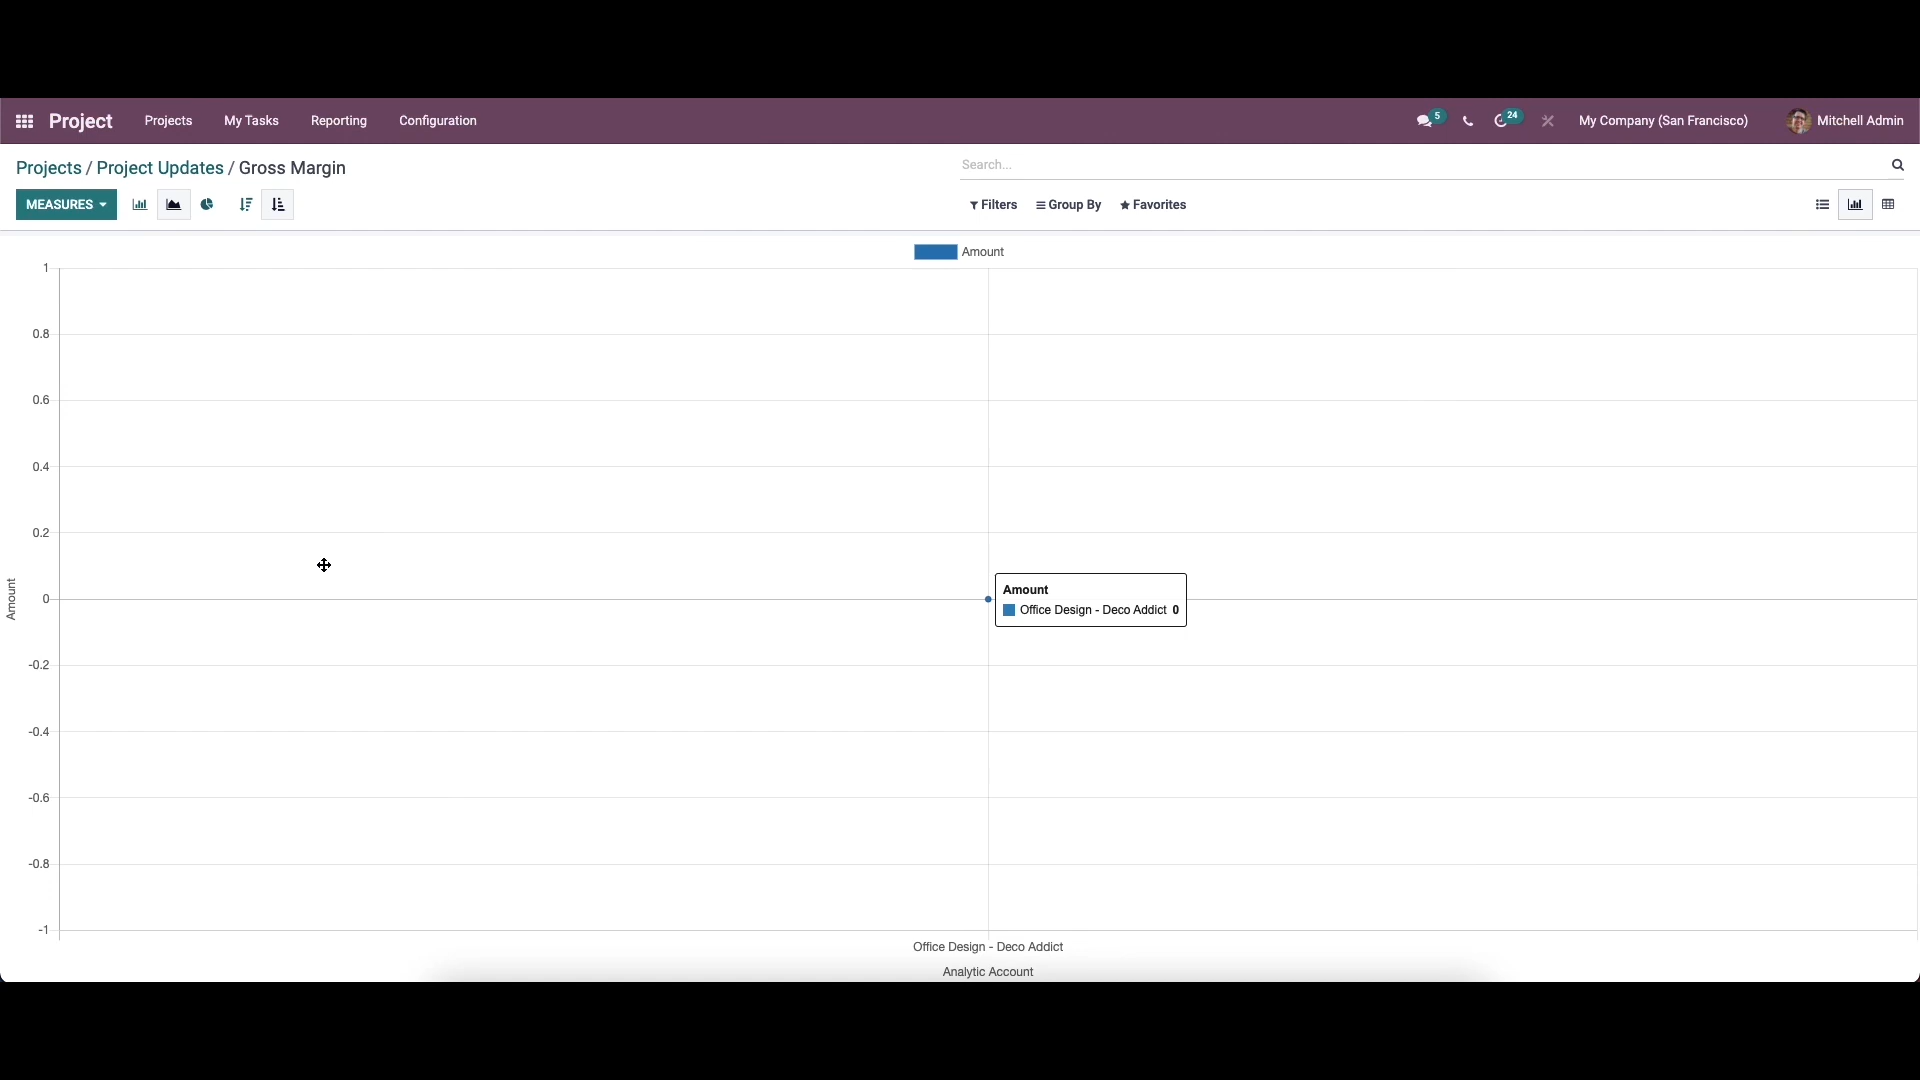 Project Projects My Tasks Reporting Configuration 5 24 My Company (San Francisco) Mitchell Admin
Projects / Project Updates / Gross Margin
Search...
MEASURES Filters Group By Favorites
Amount
1
0.8
0.6
0.4
0.2
0
-0.2
-0.4
-0.6
-0.8
-1
Amount
Amount
Office Design - Deco Addict 0
Office Design - Deco Addict
Analytic Account